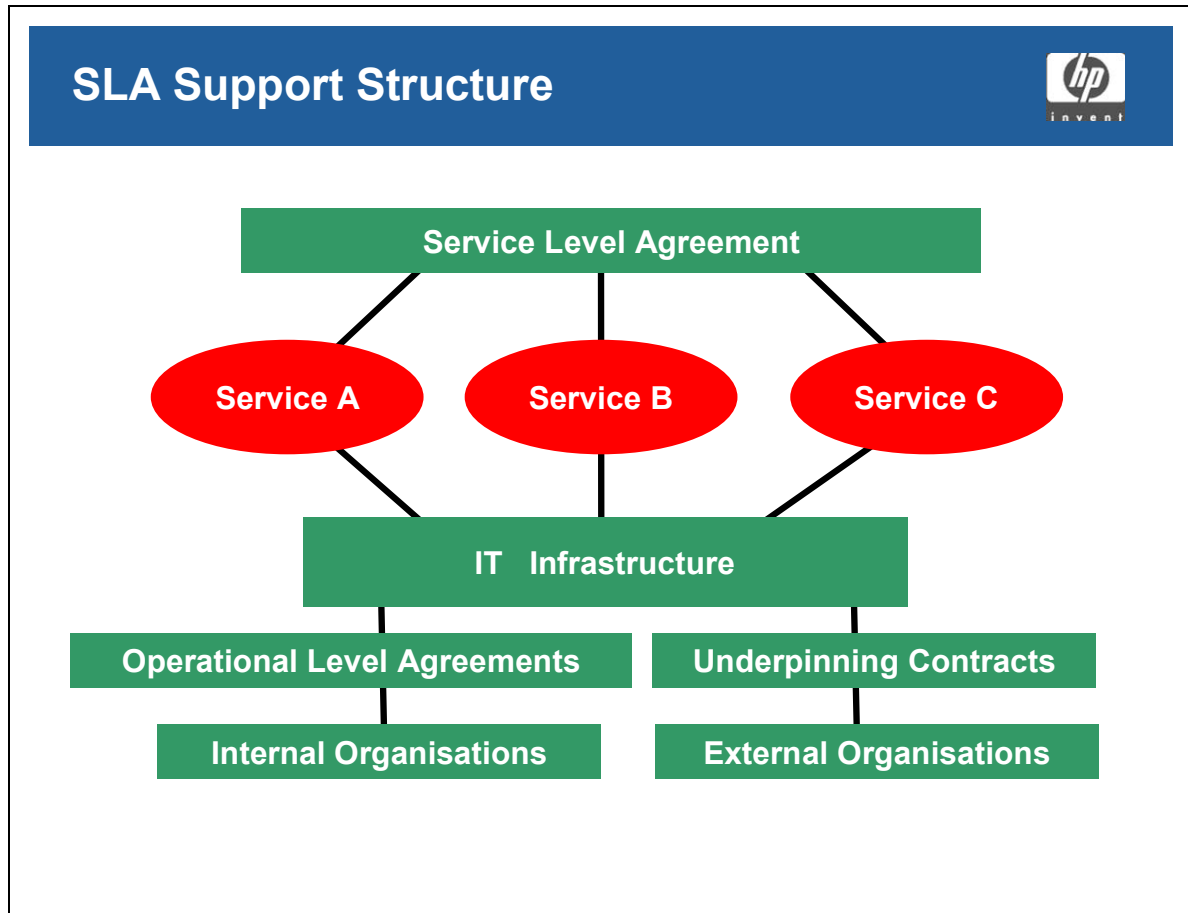 SLA Support Structure
hp
invent
Service Level Agreement
Service A
Service B
Service C
IT Infrastructure
Operational Level Agreements
Underpinning Contracts
Internal Organisations
External Organisations